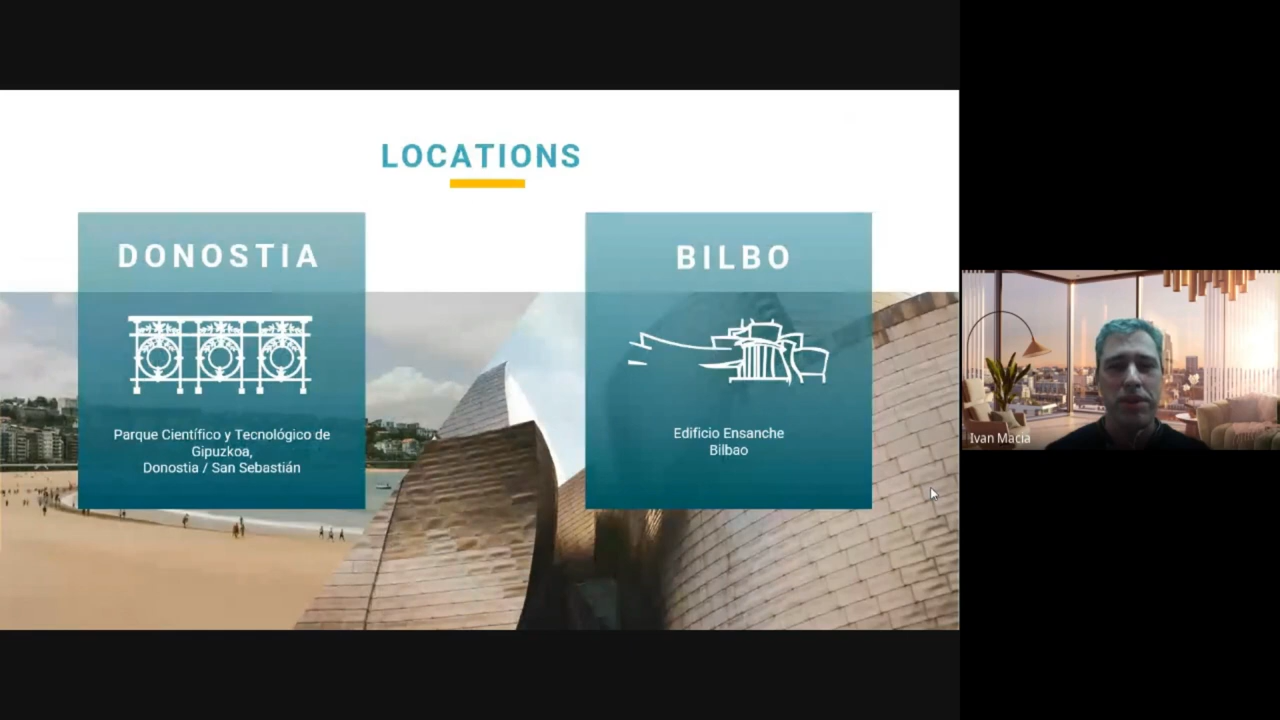 LOCATIONS
DONOSTIA
Parque Científico y Tecnológico de
Gipuzkoa,
Donostia / San Sebastián
BILBO
Edificio Ensanche
Bilbao
Ivan Macia